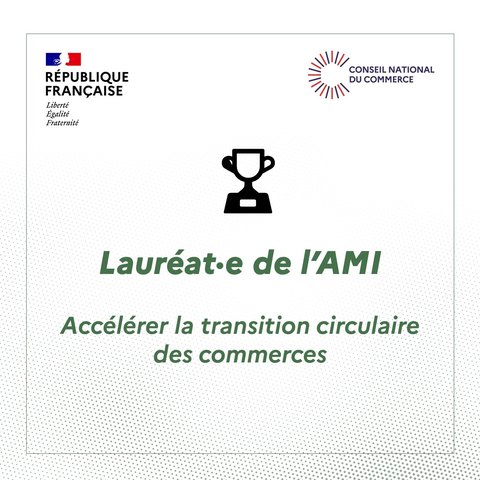 RÉPUBLIQUE
FRANÇAISE
Liberté
Égalité
Fraternité
CONSEIL NATIONAL
DU COMMERCE
Lauréat·e de l'AMI
Accélérer la transition circulaire
des commerces